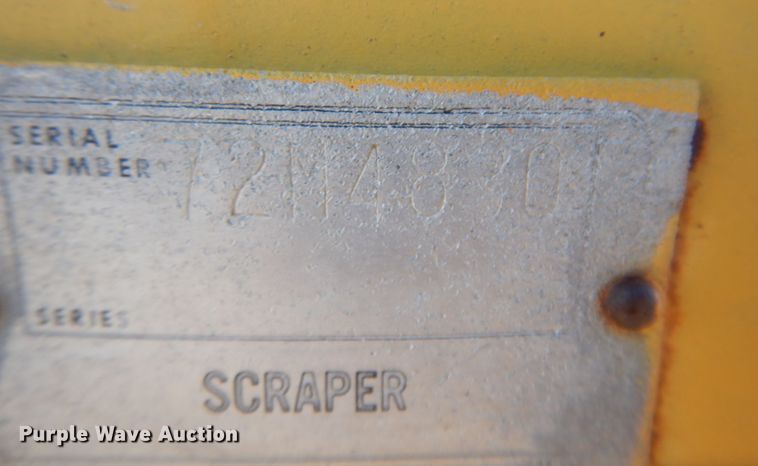 SERIAL
NUMBER
SERIES
SCRAPER
Purple Wave Auction